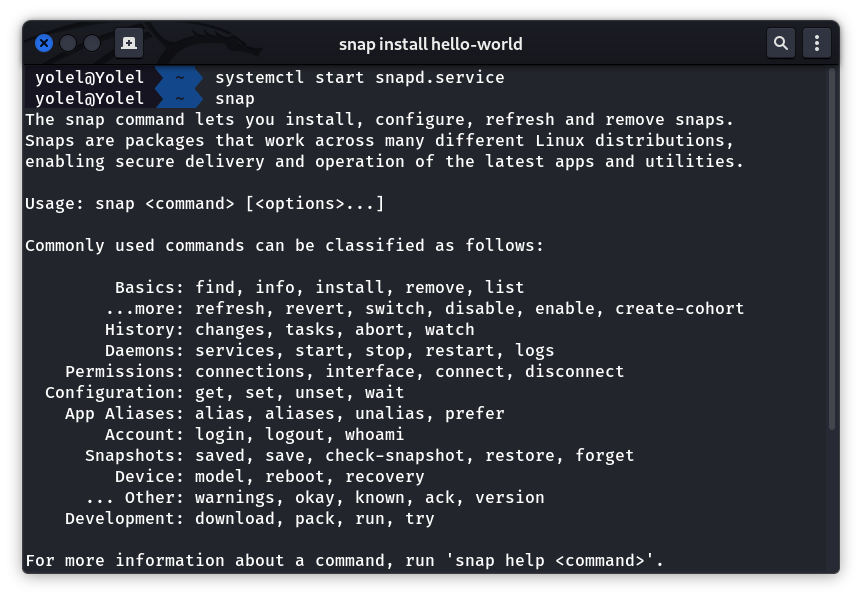 snap install hello-world
yolel@Yolel ~ systemctl start snapd.service
yolel@Yolel ~ snap
The snap command lets you install, configure, refresh and remove snaps.
Snaps are packages that work across many different Linux distributions,
enabling secure delivery and operation of the latest apps and utilities.
Usage: snap <command> [<options>...]
Commonly used commands can be classified as follows:
Basics: find, info, install, remove, list
...more: refresh, revert, switch, disable, enable, create-cohort
History: changes, tasks, abort, watch
Daemons: services, start, stop, restart, logs
Permissions: connections, interface, connect, disconnect
Configuration: get, set, unset, wait
App Aliases: alias, aliases, unalias, prefer
Account: login, logout, whoami
Snapshots: saved, save, check-snapshot, restore, forget
Device: model, reboot, recovery
... Other: warnings, okay, known, ack, version
Development: download, pack, run, try
For more information about a command, run 'snap help <command>'.